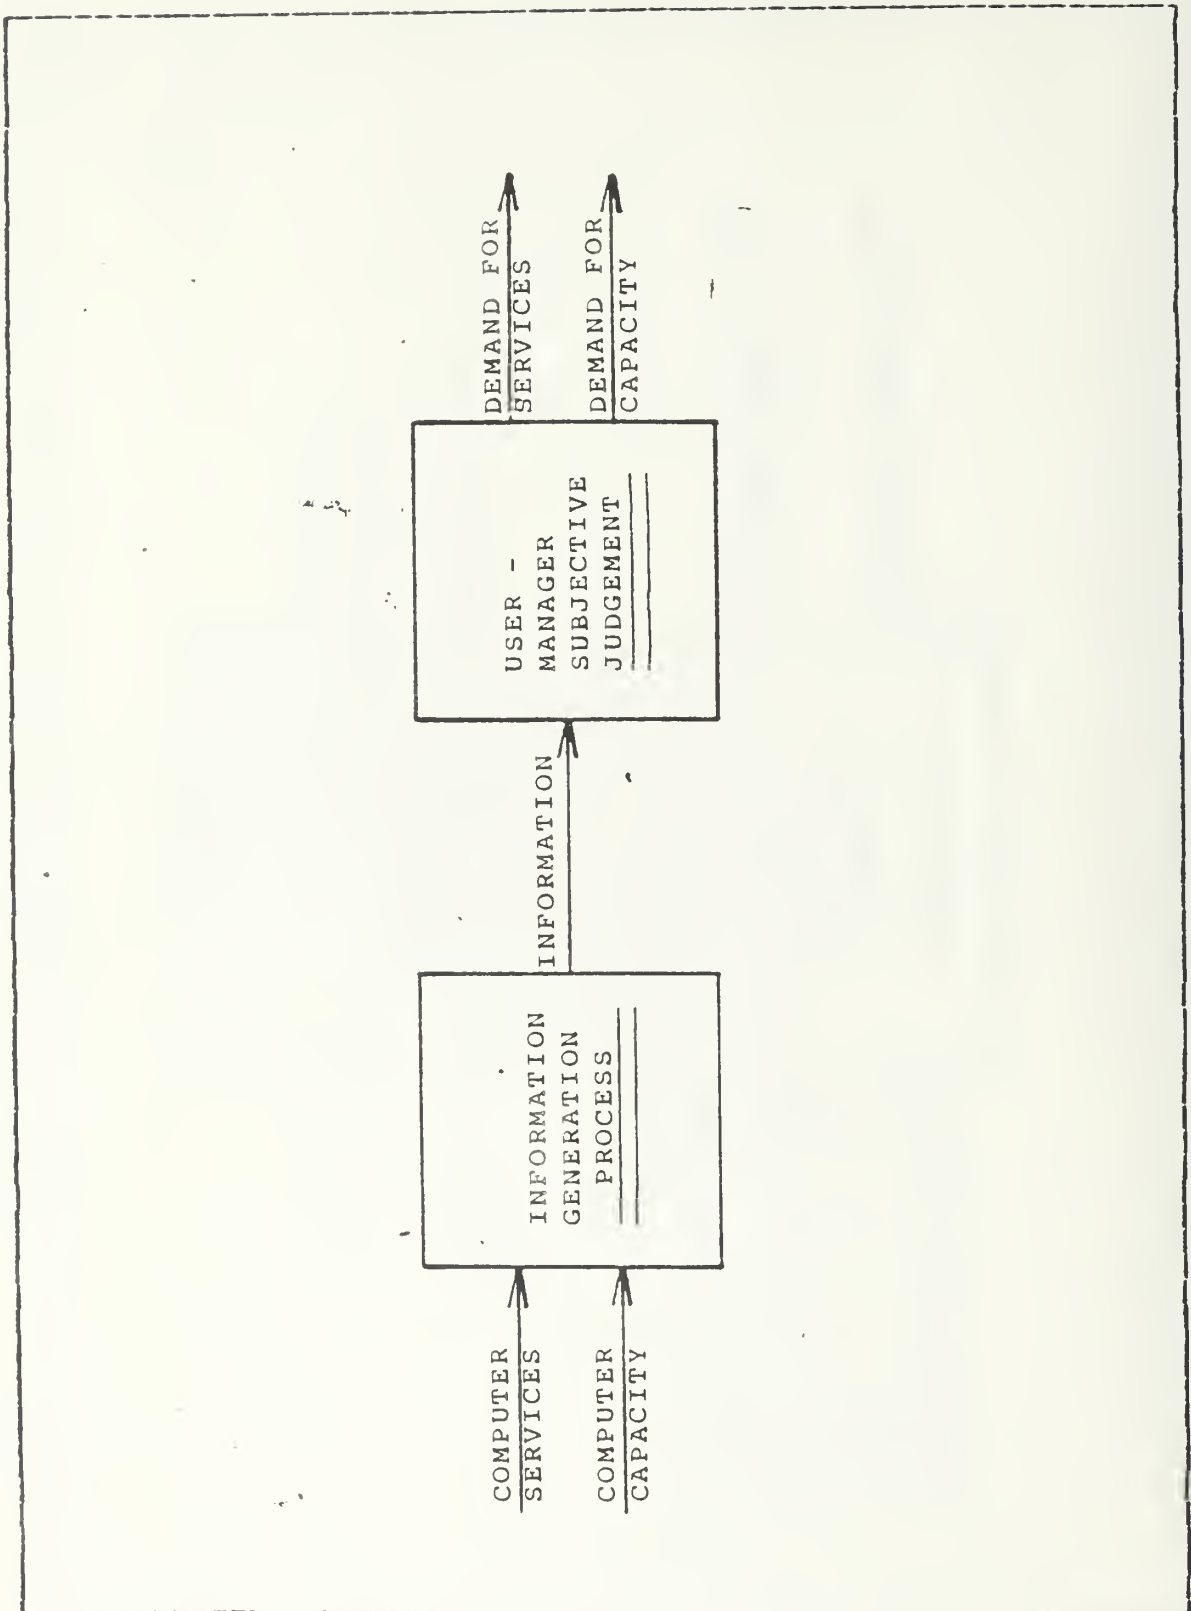 COMPUTER
SERVICES
COMPUTER
CAPACITY
INFORMATION
GENERATION
PROCESS
INFORMATION
USER -
MANAGER
SUBJECTIVE
JUDGEMENT
DEMAND FOR
SERVICES
DEMAND FOR
CAPACITY